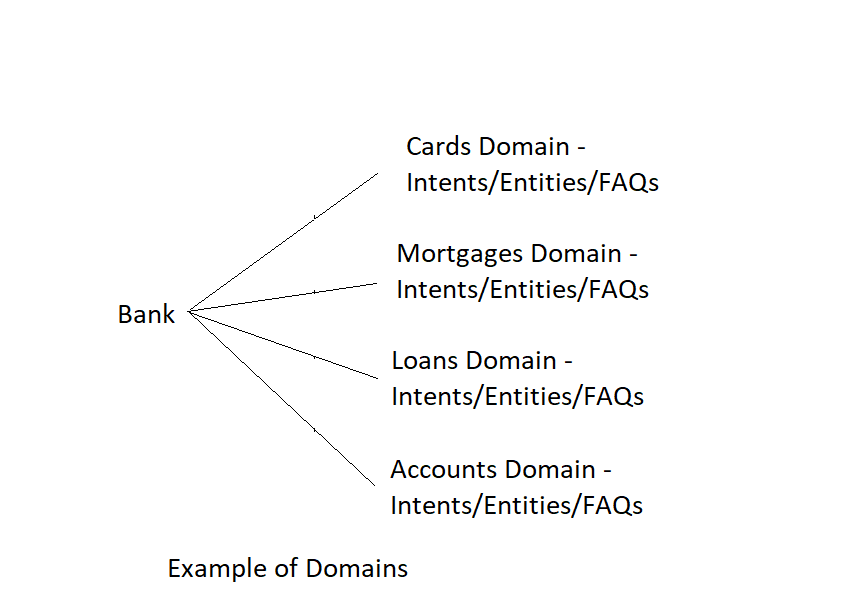 Cards Domain -
Intents/Entities/FAQs
Mortgages Domain -
Intents/Entities/FAQs
Bank
Loans Domain -
Intents/Entities/FAQs
Accounts Domain -
Intents/Entities/FAQs
Example of Domains